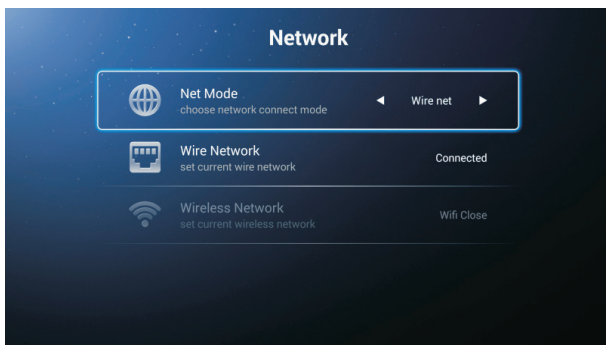 Network
Net Mode
choose network connect mode
Wire net
Wire Network
set current wire network
Connected
Wireless Network
set current wireless network
Wifi Close